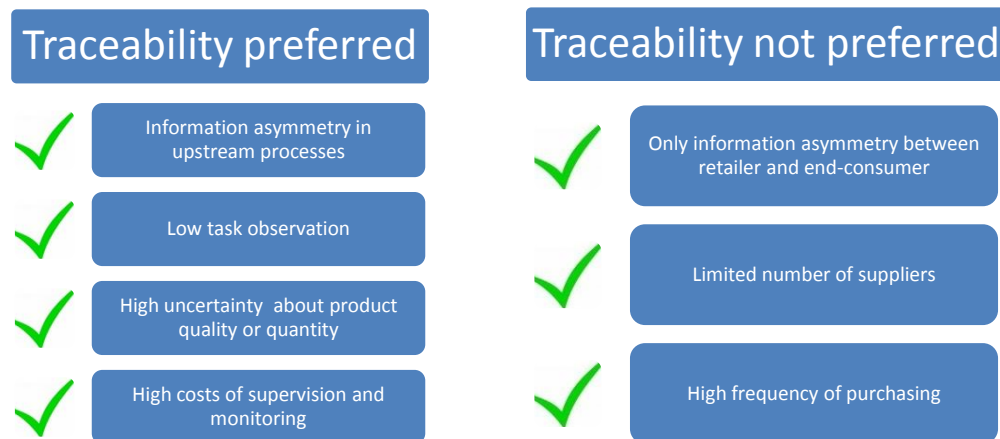 Traceability preferred
Information asymmetry in
upstream processes
Low task observation
High uncertainty  about product
quality or quantity
High costs of supervision and
monitoring
Traceability not preferred
Only information asymmetry between
retailer and end-consumer
Limited number of suppliers
High frequency of purchasing